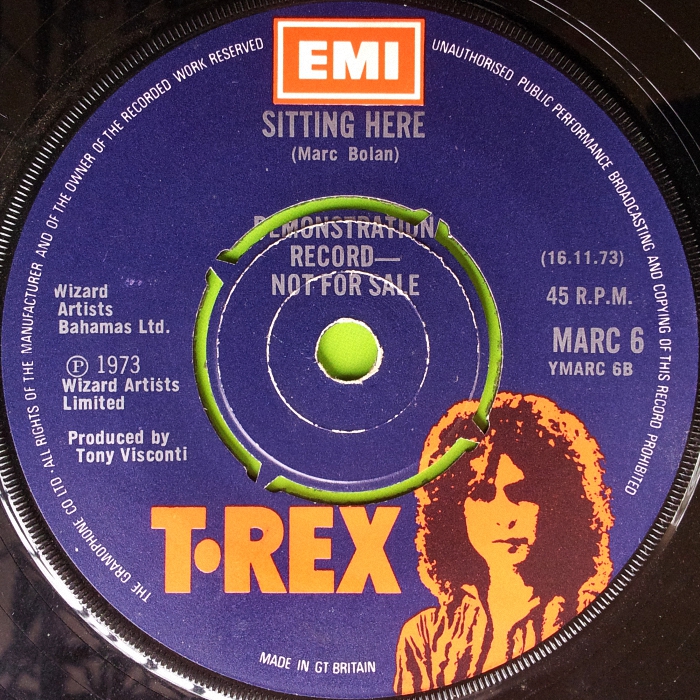 EMI
SITTING HERE
(Marc Bolan)
DEMONSTRATION
RECORD—
NOT FOR SALE
(16.11.73)
45 R.P.M.
MARC 6
YMARC 6B
Wizard
Artists
Bahamas Ltd.
Ⓟ 1973
Wizard Artists
Limited
Produced by
Tony Visconti
T·REX
MADE IN GT BRITAIN
THE GRAMOPHONE CO LTD · ALL RIGHTS OF THE MANUFACTURER AND OF THE OWNER OF THE RECORDED WORK RESERVED
UNAUTHORISED PUBLIC PERFORMANCE BROADCASTING AND COPYING OF THIS RECORD PROHIBITED